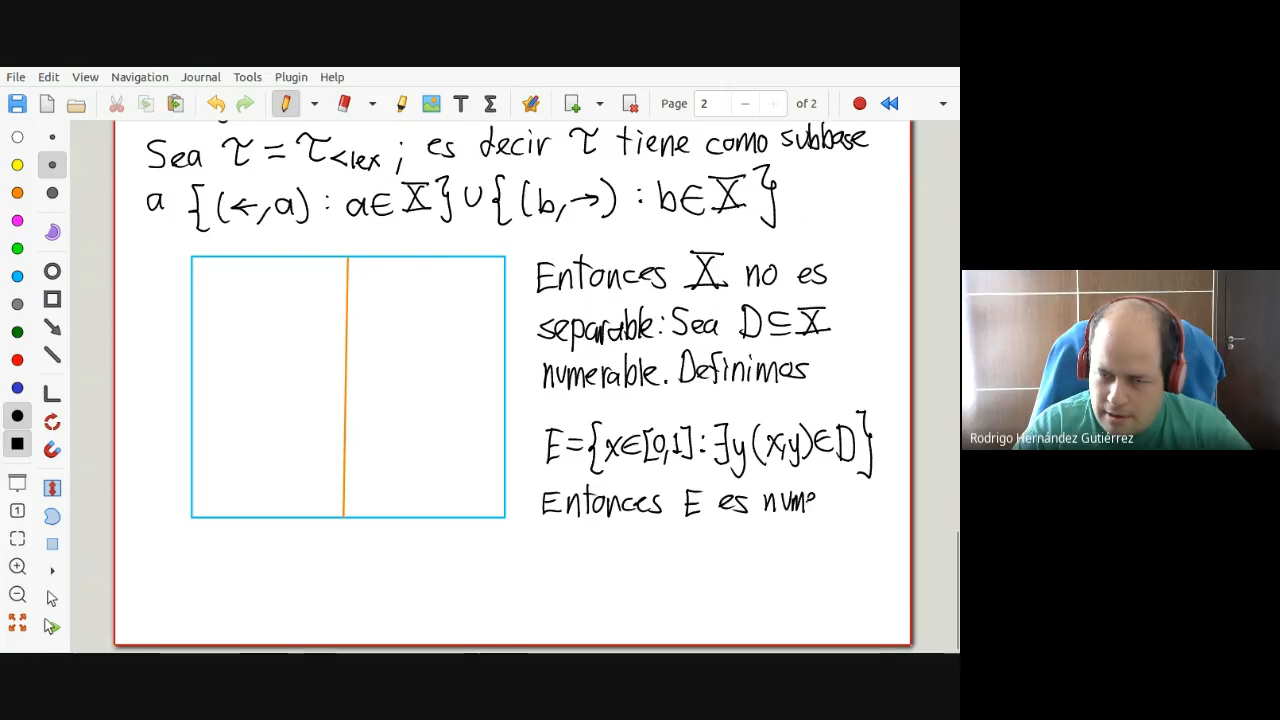 File Edit View Navigation Journal Tools Plugin Help
Page 2 of 2
Sea τ = τ<lex ; es decir τ tiene como subbase
a {(←, a) : a∈X} ∪ {(b, →) : b∈X}
Entonces X no es
separable: Sea D⊆X
numerable. Definimos
E={x∈[0,1] : ∃y (x,y)∈D}
Entonces E es num
Rodrigo Hernández Gutiérrez